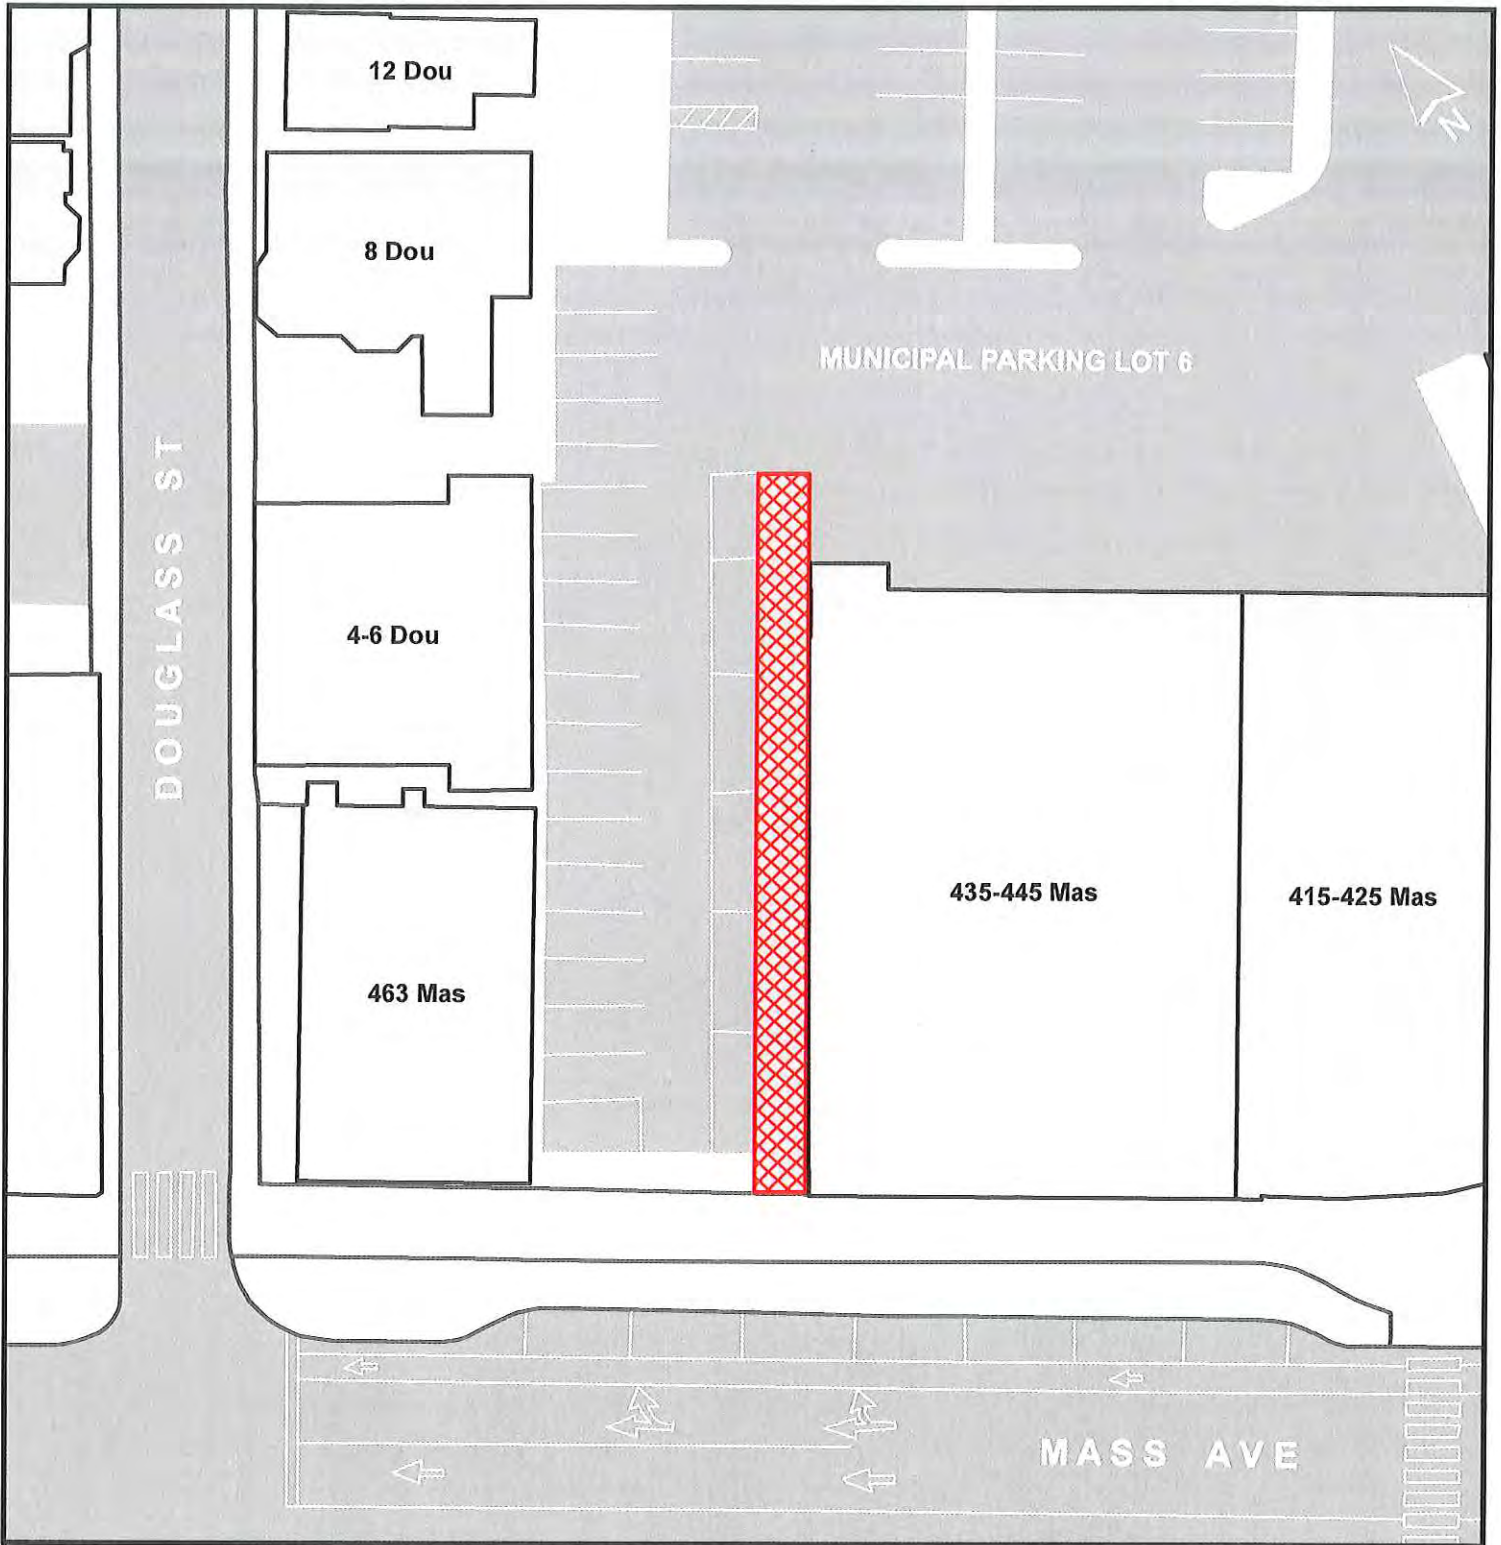 12 Dou
N
8 Dou
MUNICIPAL PARKING LOT 6
DOUGLASS ST
4-6 Dou
435-445 Mas
415-425 Mas
463 Mas
MASS AVE